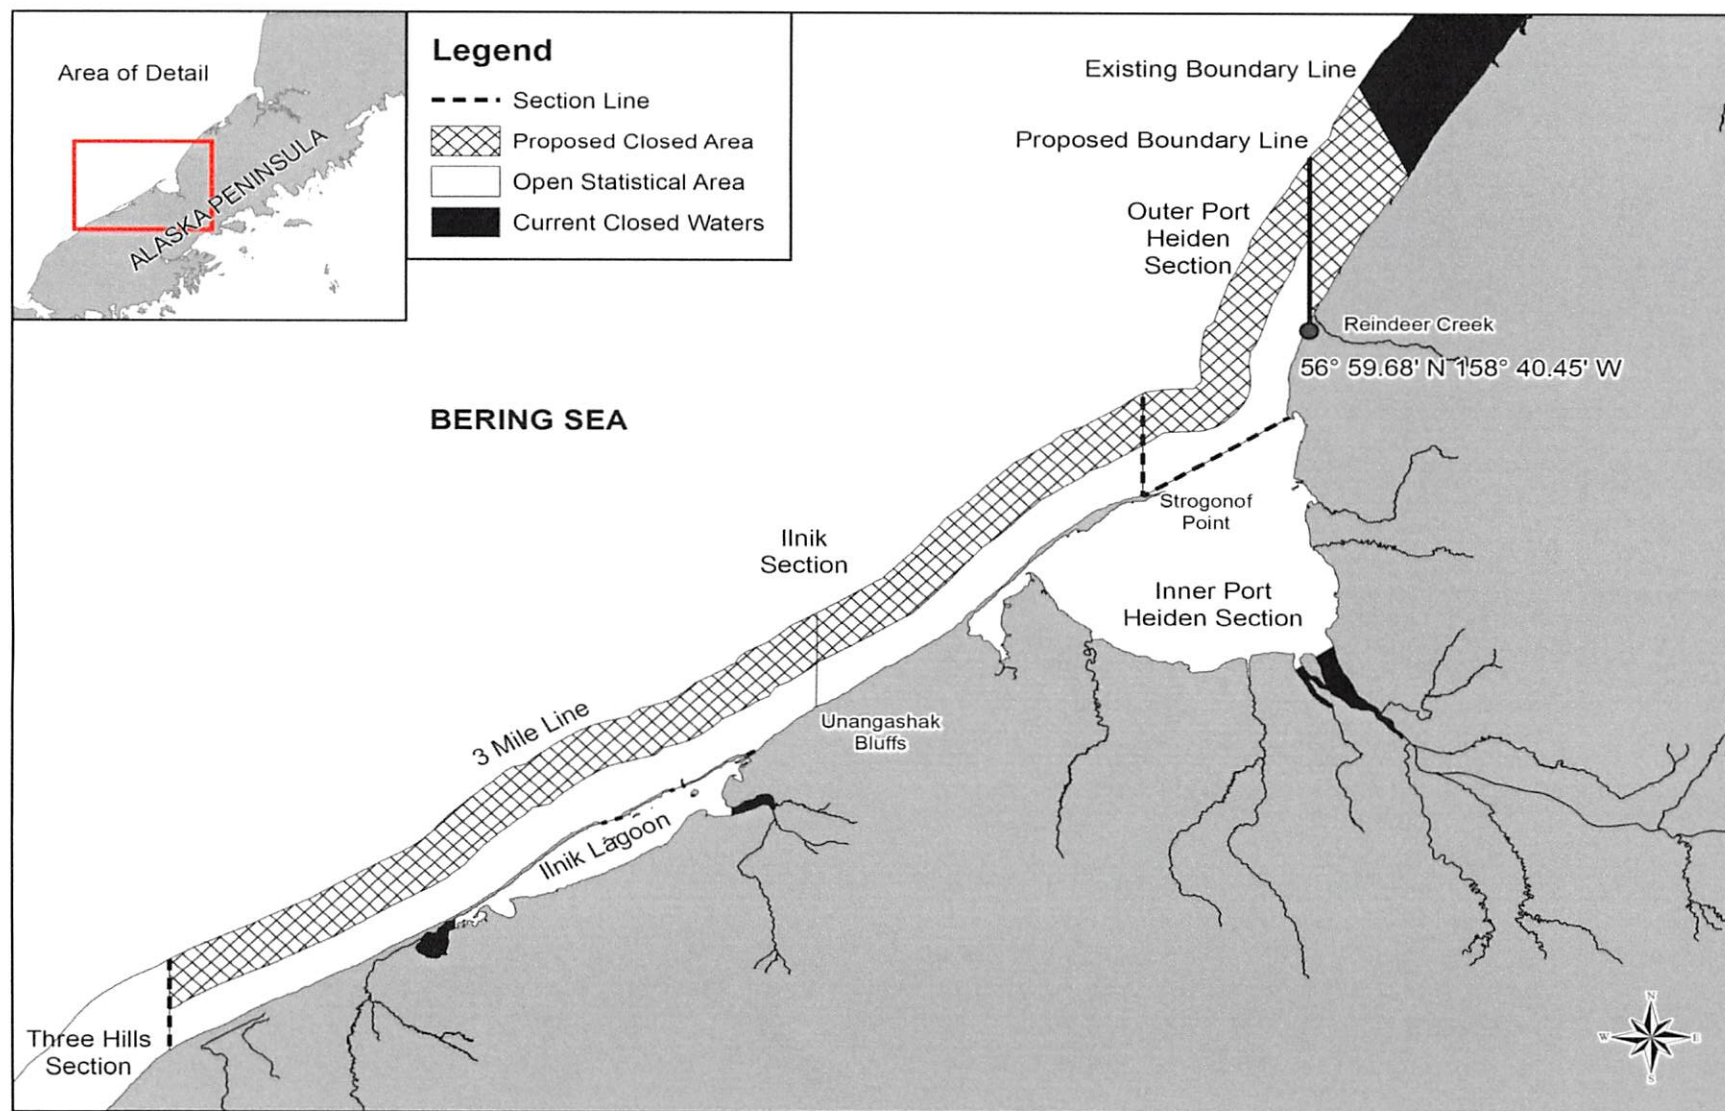 Area of Detail
ALASKA PENINSULA
Legend
Section Line
Proposed Closed Area
Open Statistical Area
Current Closed Waters
Existing Boundary Line
Proposed Boundary Line
Outer Port
Heiden
Section
Reindeer Creek
56° 59.68' N 158° 40.45' W
BERING SEA
Strogonof
Point
Ilnik
Section
Inner Port
Heiden Section
3 Mile Line
Unangashak
Bluffs
Ilnik Lagoon
Three Hills
Section
N
W
E
S